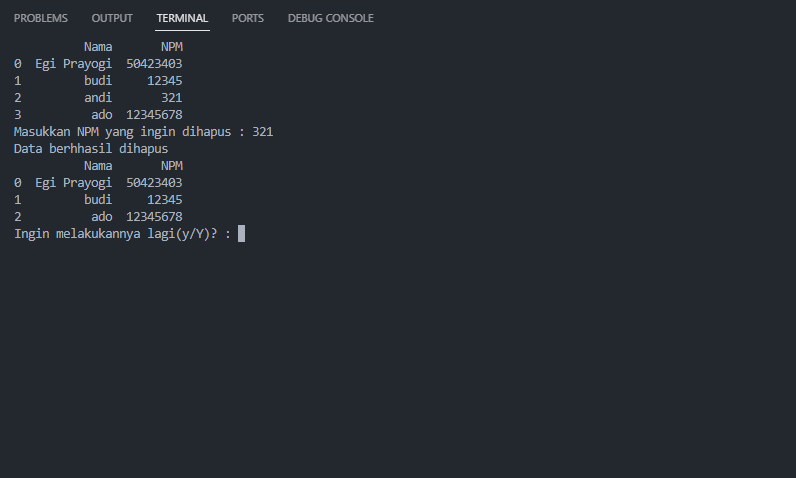 PROBLEMS OUTPUT TERMINAL PORTS DEBUG CONSOLE
Nama NPM
0 Egi Prayogi 50423403
1 budi 12345
2 andi 321
3 ado 12345678
Masukkan NPM yang ingin dihapus : 321
Data berhhasil dihapus
Nama NPM
0 Egi Prayogi 50423403
1 budi 12345
2 ado 12345678
Ingin melakukannya lagi(y/Y)? :